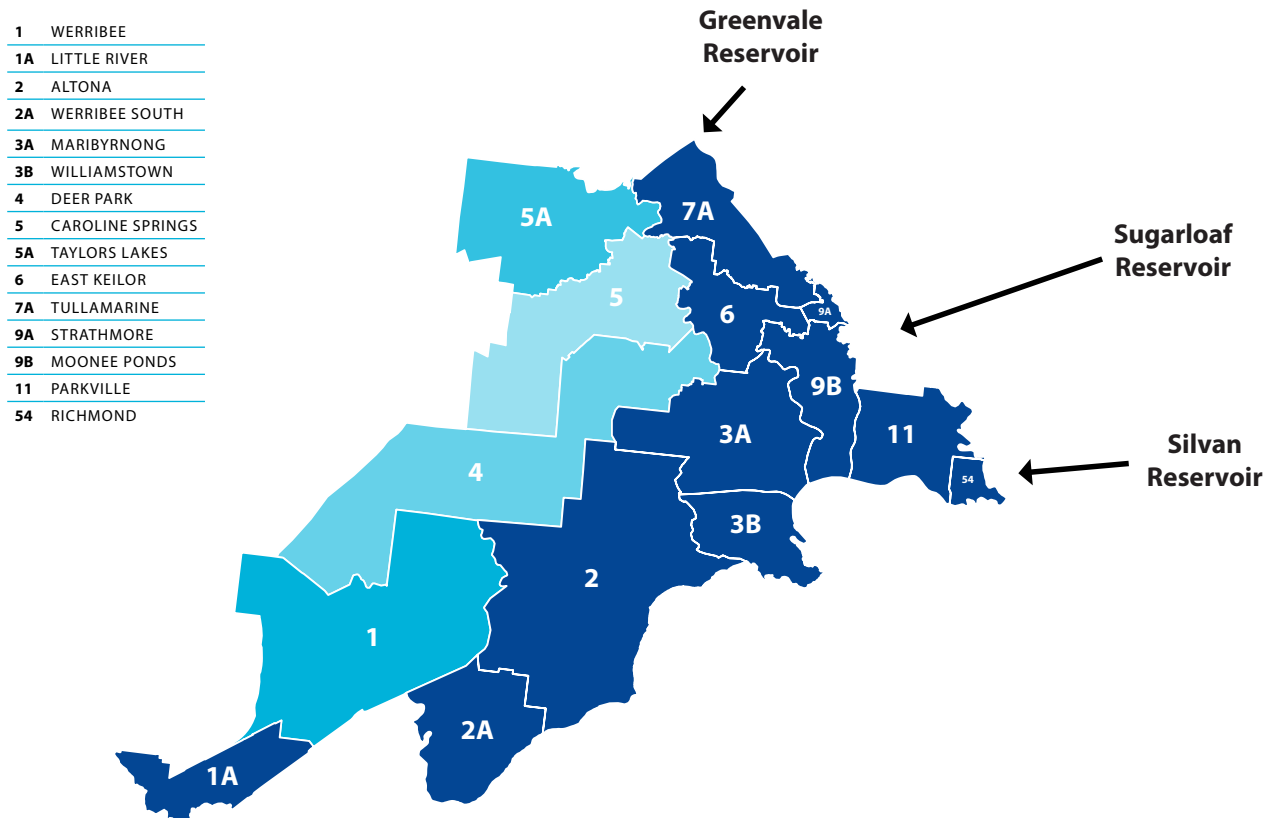 1 WERRIBEE
1A LITTLE RIVER
2 ALTONA
2A WERRIBEE SOUTH
3A MARIBYRNONG
3B WILLIAMSTOWN
4 DEER PARK
5 CAROLINE SPRINGS
5A TAYLORS LAKES
6 EAST KEILOR
7A TULLAMARINE
9A STRATHMORE
9B MOONEE PONDS
11 PARKVILLE
54 RICHMOND
Greenvale
Reservoir
Sugarloaf
Reservoir
Silvan
Reservoir
5A
7A
5
6
9A
9B
3A
11
4
54
3B
2
1
2A
1A